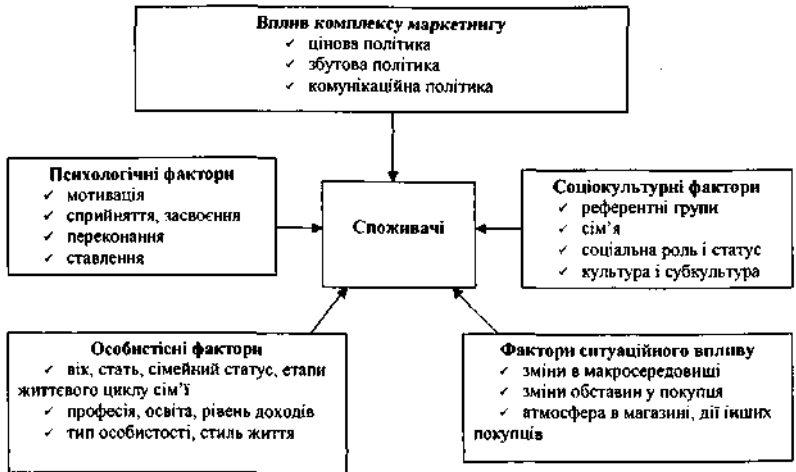 Вплив комплексу маркетингу
✓ цінова політика
✓ збутова політика
✓ комунікаційна політика
Психологічні фактори
✓ мотивація
✓ сприйняття, засвоєння
✓ переконання
✓ ставлення
Споживачі
Соціокультурні фактори
✓ референтні групи
✓ сім’я
✓ соціальна роль і статус
✓ культура і субкультура
Особистісні фактори
✓ вік, стать, сімейний статус, етапи
життєвого циклу сім’ї
✓ професія, освіта, рівень доходів
✓ тип особистості, стиль життя
Фактори ситуаційного впливу
✓ зміни в макросередовищі
✓ зміни обставин у покупця
✓ атмосфера в магазині, дії інших
покупців